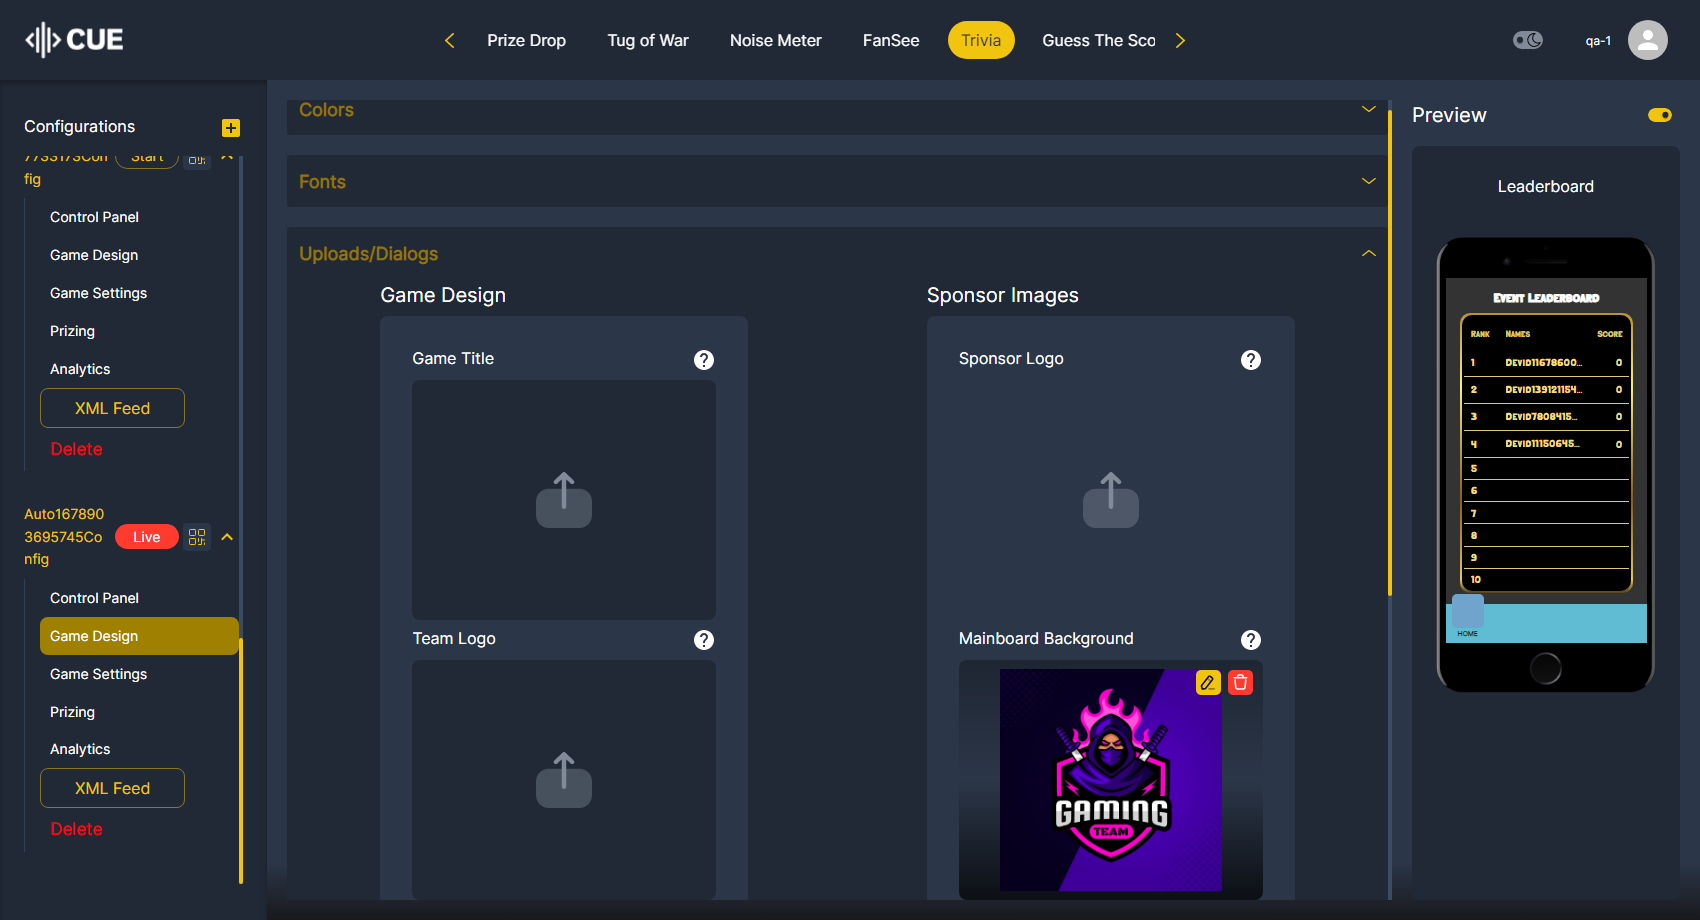 CUE
Prize Drop
Tug of War
Noise Meter
FanSee
Trivia
Guess The Sco
qa-1
Configurations
Start
fig
Control Panel
Game Design
Game Settings
Prizing
Analytics
XML Feed
Delete
Auto167890
3695745Co
nfig
Live
Control Panel
Game Design
Game Settings
Prizing
Analytics
XML Feed
Delete
Colors
Fonts
Uploads/Dialogs
Game Design
Game Title
?
Team Logo
?
Sponsor Images
Sponsor Logo
?
Mainboard Background
?
GAMING
TEAM
Preview
Leaderboard
Event Leaderboard
Rank Names Score
1 Devid11678600... 0
2 Devid139121154... 0
3 Devid7808415... 0
4 Devid11150645... 0
5
6
7
8
9
10
HOME